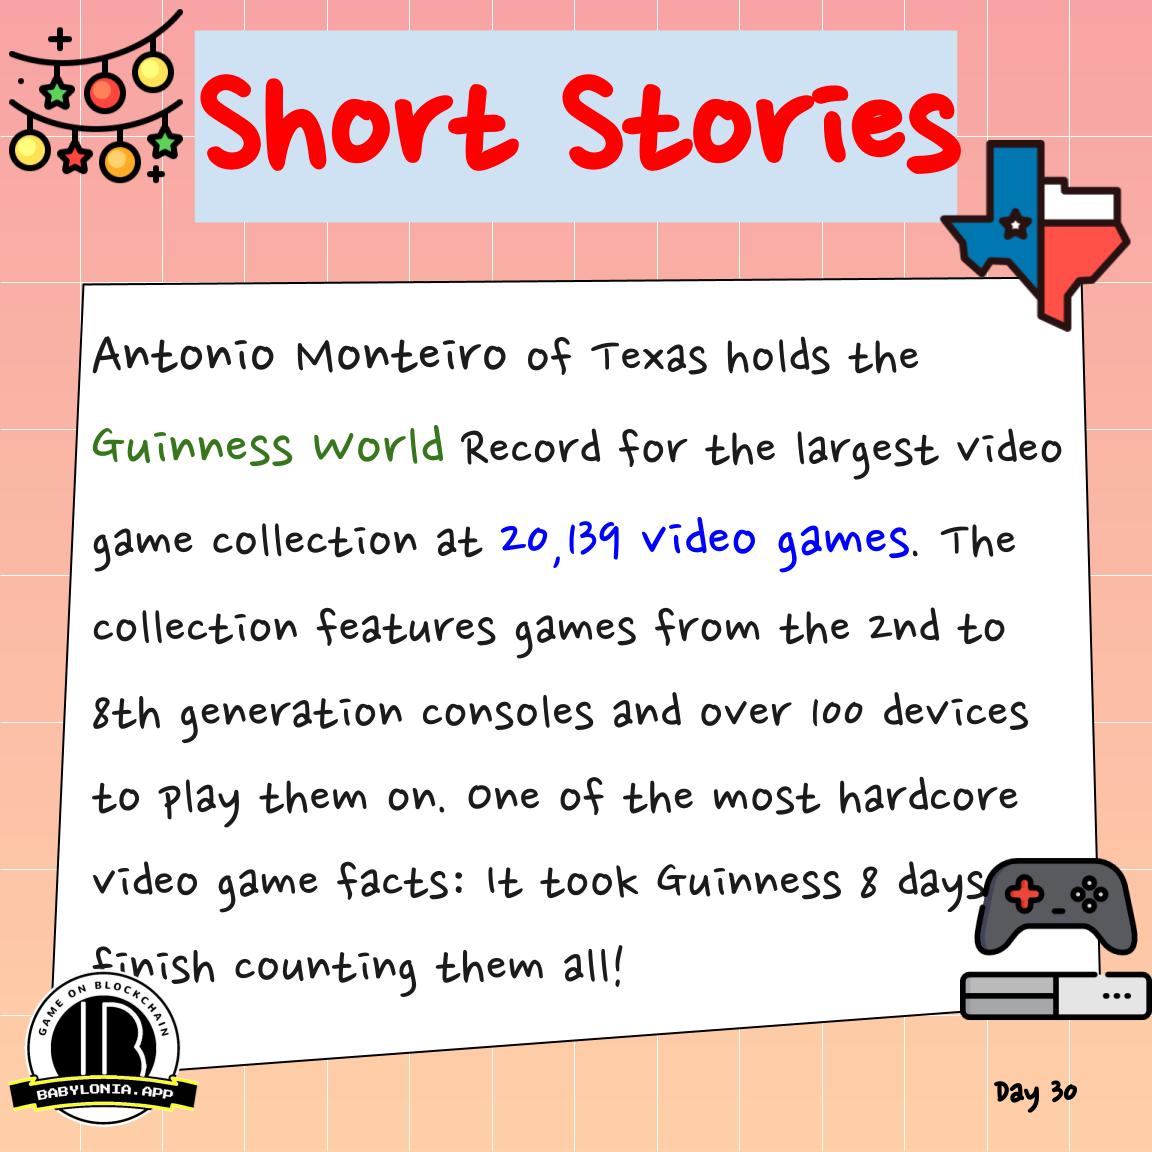 Short Stories
Antonio Monteiro of Texas holds the
Guinness World Record for the largest video
game collection at 20,139 video games. The
collection features games from the 2nd to
8th generation consoles and over 100 devices
to play them on. One of the most hardcore
video game facts: It took Guinness 8 days
finish counting them all!
GAME ON BLOCKCHAIN
BABYLONIA.APP
Day 30